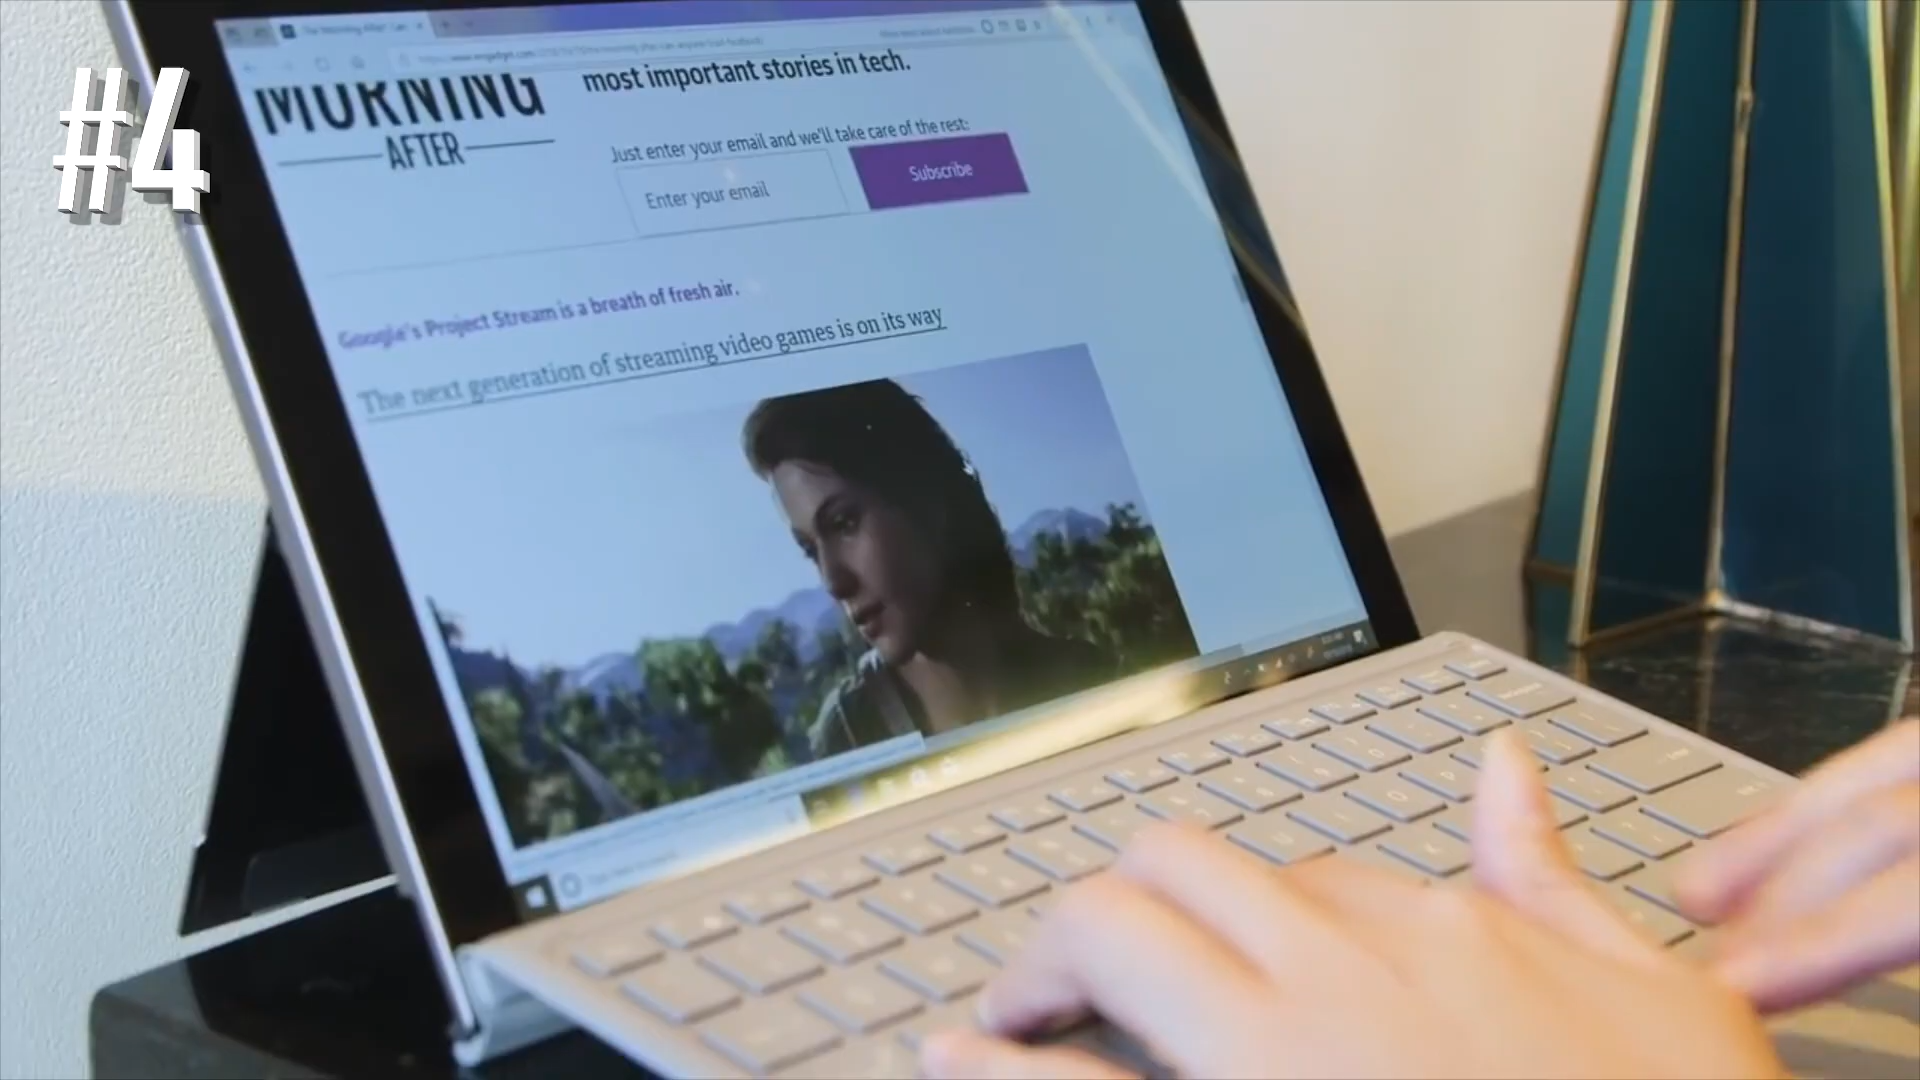 #4
MORNING
AFTER
most important stories in tech.
Just enter your email and we'll take care of the rest:
Enter your email
Subscribe
Google's Project Stream is a breath of fresh air.
The next generation of streaming video games is on its way